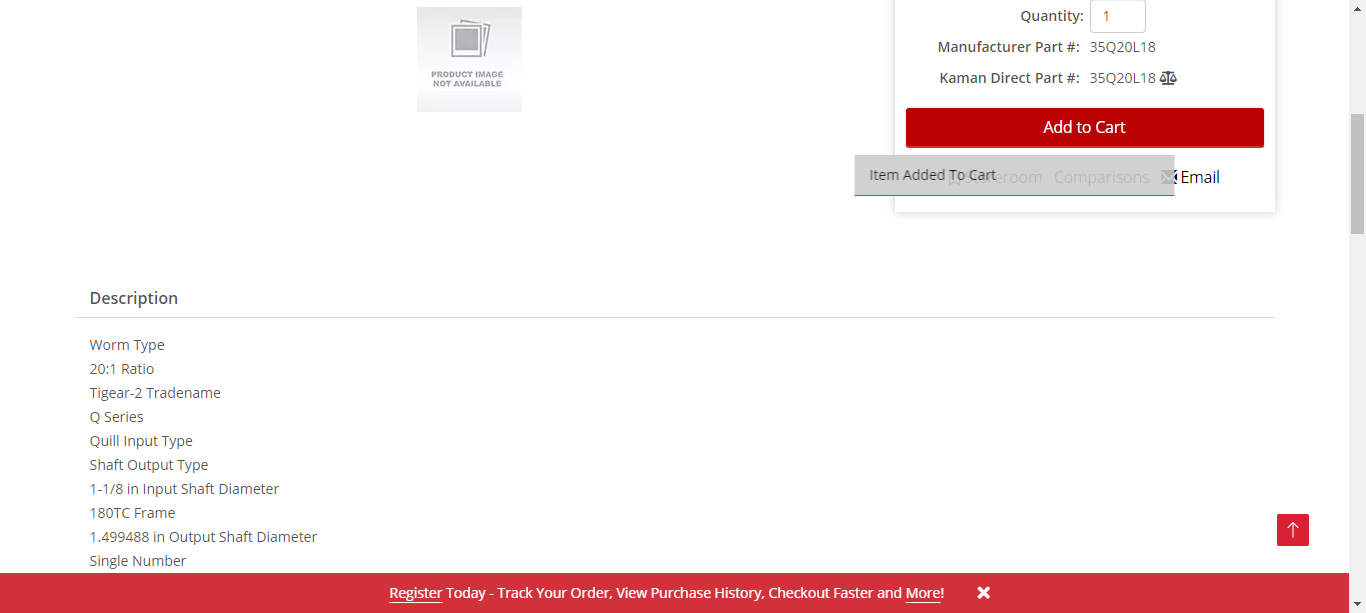 PRODUCT IMAGE
NOT AVAILABLE
Quantity: 1
Manufacturer Part #: 35Q20L18
Kaman Direct Part #: 35Q20L18
Add to Cart
Item Added To Cart
Storeroom Comparisons Email
Description
Worm Type
20:1 Ratio
Tigear-2 Tradename
Q Series
Quill Input Type
Shaft Output Type
1-1/8 in Input Shaft Diameter
180TC Frame
1.499488 in Output Shaft Diameter
Single Number
Register Today - Track Your Order, View Purchase History, Checkout Faster and More!